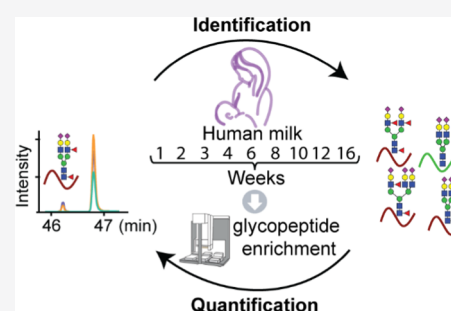 Identification
Human milk
1 2 3 4 6 8 10 12 16
Weeks
glycopeptide
enrichment
Intensity
46 47 (min)
Quantification